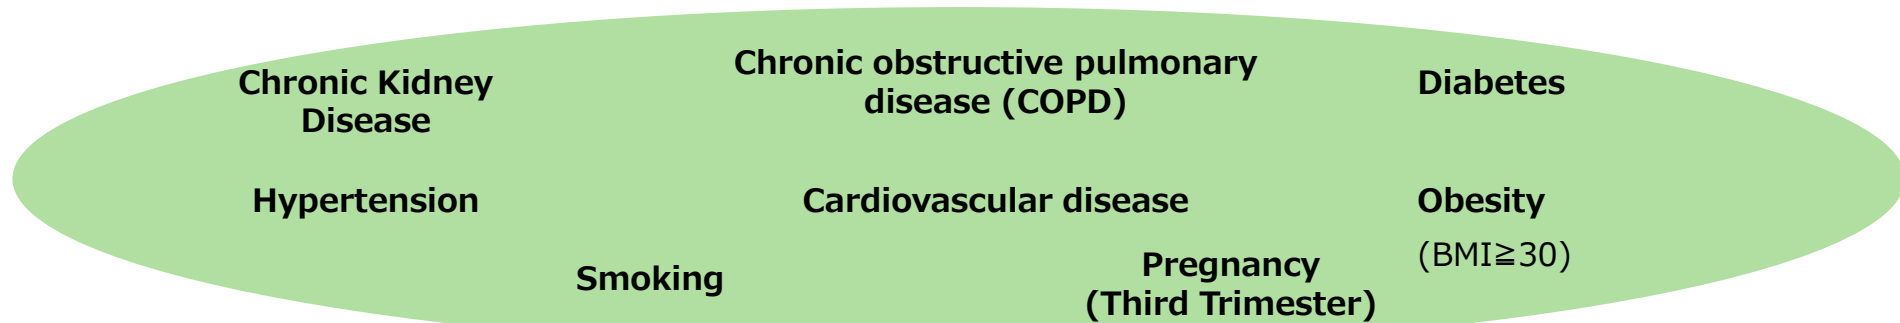 Chronic Kidney
Disease
Chronic obstructive pulmonary
disease (COPD)
Diabetes
Hypertension
Cardiovascular disease
Obesity
(BMI≧30)
Smoking
Pregnancy
(Third Trimester)